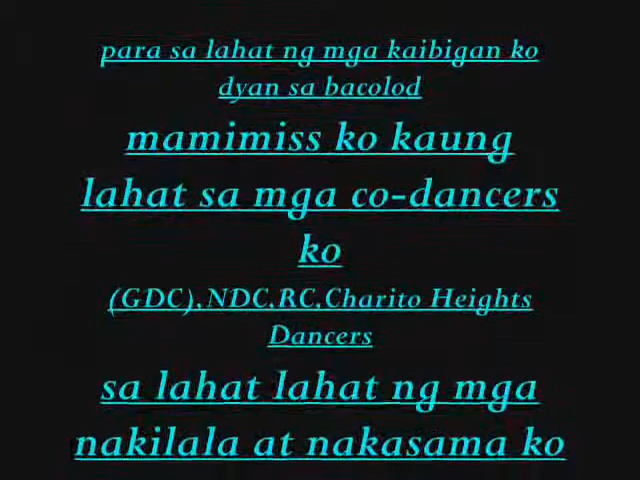 para sa lahat ng mga kaibigan ko
dyan sa bacolod
mamimiss ko kaung
lahat sa mga co-dancers
ko
(GDC),NDC,RC,Charito Heights
Dancers
sa lahat lahat ng mga
nakilala at nakasama ko